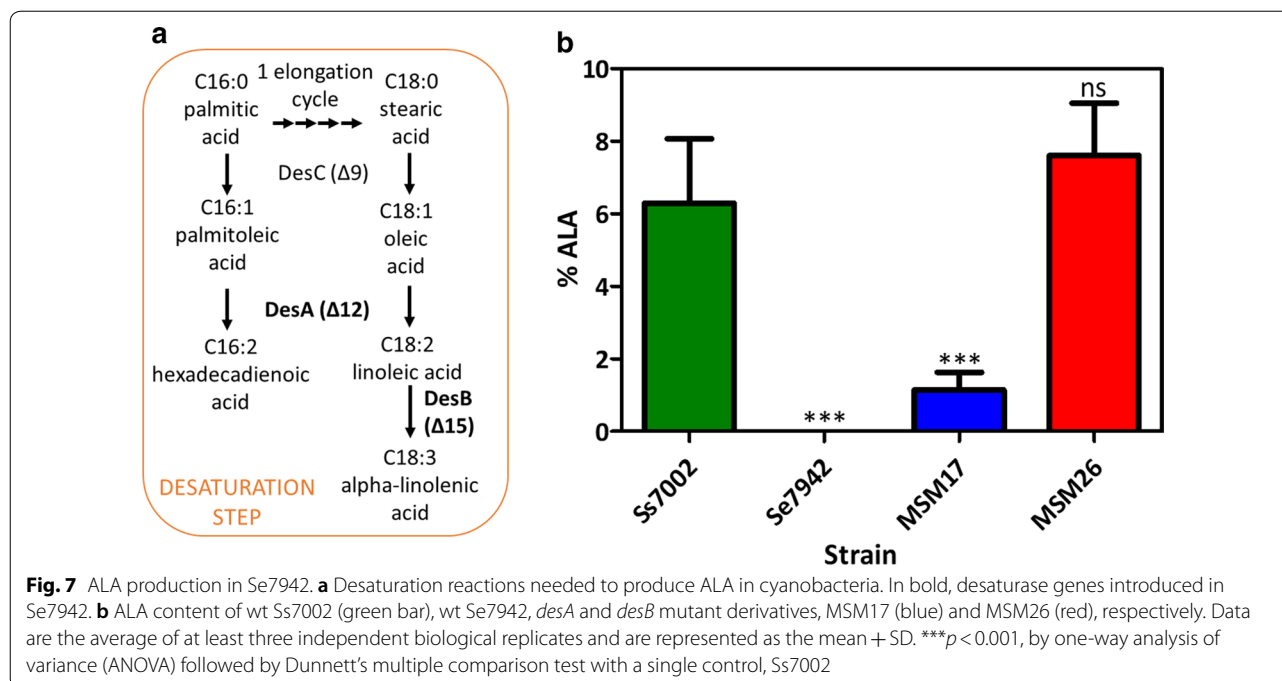 a
C16:0 1 elongation C18:0
palmitic cycle stearic
acid acid
DesC (Δ9)
C16:1 C18:1
palmitoleic oleic
acid acid
DesA (Δ12)
C16:2 C18:2
hexadecadienoic linoleic acid
acid DesB
(Δ15)
C18:3
DESATURATION alpha-linolenic
STEP acid
b
10
8
6
4
2
0
% ALA
***
***
ns
Ss7002
Se7942
MSM17
MSM26
Strain
Fig. 7 ALA production in Se7942. a Desaturation reactions needed to produce ALA in cyanobacteria. In bold, desaturase genes introduced in
Se7942. b ALA content of wt Ss7002 (green bar), wt Se7942, desA and desB mutant derivatives, MSM17 (blue) and MSM26 (red), respectively. Data
are the average of at least three independent biological replicates and are represented as the mean + SD. ***p < 0.001, by one-way analysis of
variance (ANOVA) followed by Dunnett's multiple comparison test with a single control, Ss7002